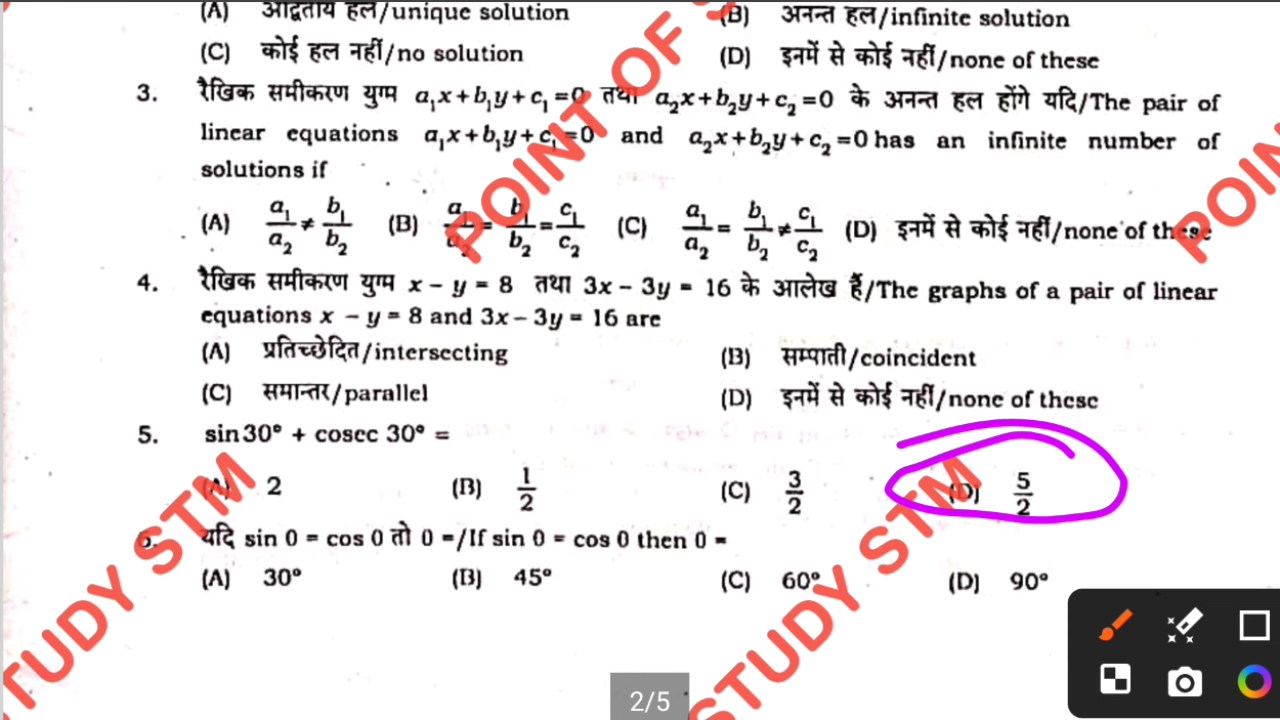 (A) अद्वितीय हल/unique solution (B) अनन्त हल/infinite solution
(C) कोई हल नहीं/no solution (D) इनमें से कोई नहीं/none of these
3. रैखिक समीकरण युग्म a₁x+b₁y+c₁=0 तथा a₂x+b₂y+c₂=0 के अनन्त हल होंगे यदि/The pair of
linear equations a₁x+b₁y+c₁=0 and a₂x+b₂y+c₂=0 has an infinite number of
solutions if
(A) a₁/a₂ ≠ b₁/b₂ (B) a₁/a₂ = b₁/b₂ = c₁/c₂ (C) a₁/a₂ = b₁/b₂ ≠ c₁/c₂ (D) इनमें से कोई नहीं/none of these
4. रैखिक समीकरण युग्म x – y = 8 तथा 3x – 3y = 16 के आलेख हैं/The graphs of a pair of linear
equations x – y = 8 and 3x – 3y = 16 are
(A) प्रतिच्छेदित/intersecting (B) सम्पाती/coincident
(C) समान्तर/parallel (D) इनमें से कोई नहीं/none of these
5. sin30° + cosec 30° =
(A) 2 (B) 1/2 (C) 3/2 (D) 5/2
6. यदि sin θ = cos θ तो θ =/If sin θ = cos θ then θ =
(A) 30° (B) 45° (C) 60° (D) 90°
POINT OF S
TUDY STM
STUDY STM
PO
2/5